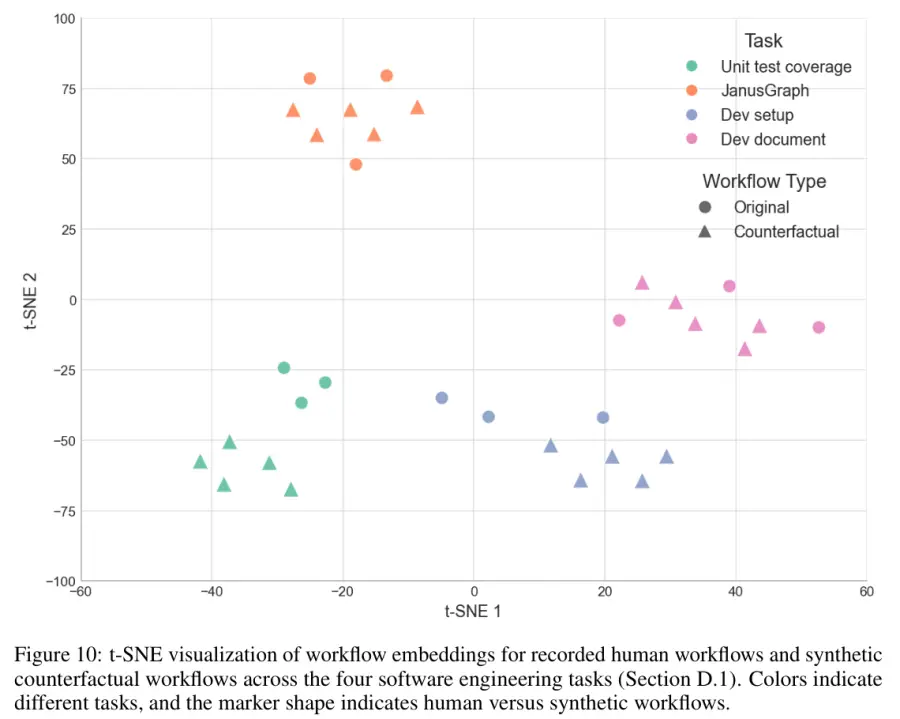 100
75
50
25
0
−25
−50
−75
−100
−60
−40
−20
0
20
40
60
t-SNE 2
t-SNE 1
Task
Unit test coverage
JanusGraph
Dev setup
Dev document
Workflow Type
Original
Counterfactual
Figure 10: t-SNE visualization of workflow embeddings for recorded human workflows and synthetic
counterfactual workflows across the four software engineering tasks (Section D.1). Colors indicate
different tasks, and the marker shape indicates human versus synthetic workflows.